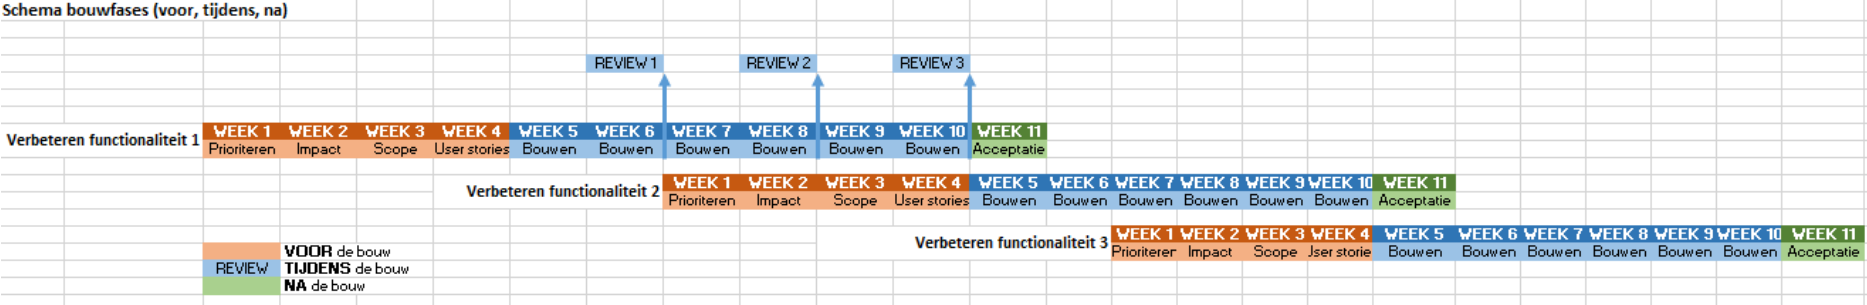 Schema bouwfases (voor, tijdens, na)
REVIEW 1 REVIEW 2 REVIEW 3
Verbeteren functionaliteit 1 WEEK 1 WEEK 2 WEEK 3 WEEK 4 WEEK 5 WEEK 6 WEEK 7 WEEK 8 WEEK 9 WEEK 10 WEEK 11
Prioriteren Impact Scope User stories Bouwen Bouwen Bouwen Bouwen Bouwen Bouwen Acceptatie
Verbeteren functionaliteit 2 WEEK 1 WEEK 2 WEEK 3 WEEK 4 WEEK 5 WEEK 6 WEEK 7 WEEK 8 WEEK 9 WEEK 10 WEEK 11
Prioriteren Impact Scope User stories Bouwen Bouwen Bouwen Bouwen Bouwen Bouwen Acceptatie
Verbeteren functionaliteit 3 WEEK 1 WEEK 2 WEEK 3 WEEK 4 WEEK 5 WEEK 6 WEEK 7 WEEK 8 WEEK 9 WEEK 10 WEEK 11
Prioriterer Impact Scope Jser storie Bouwen Bouwen Bouwen Bouwen Bouwen Bouwen Acceptatie
VOOR de bouw
REVIEW TIJDENS de bouw
NA de bouw